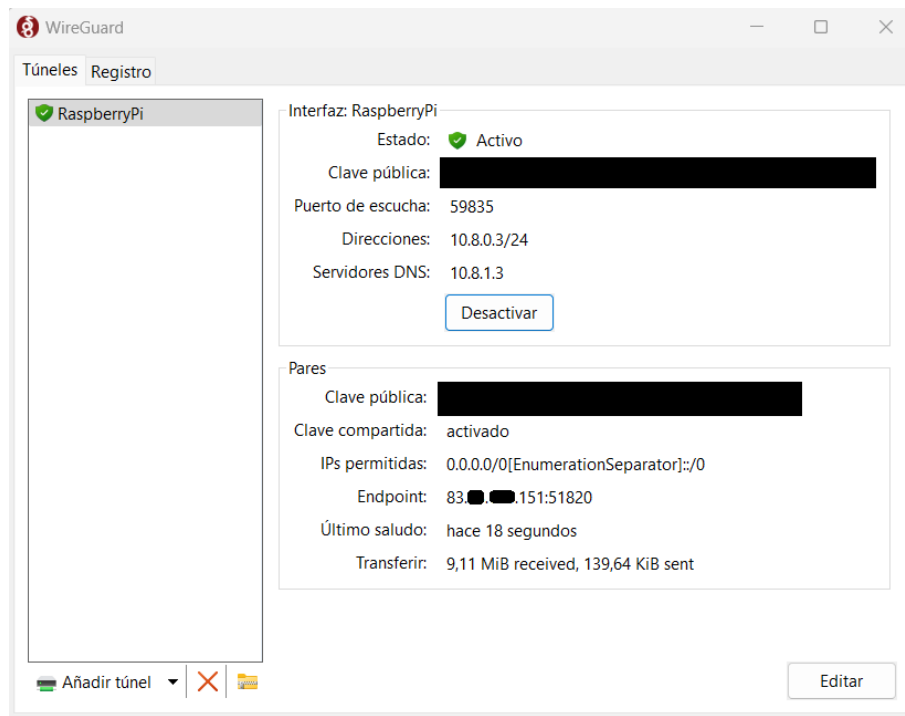 WireGuard
Túneles Registro
RaspberryPi
Interfaz: RaspberryPi
Estado: Activo
Clave pública:
Puerto de escucha: 59835
Direcciones: 10.8.0.3/24
Servidores DNS: 10.8.1.3
Desactivar
Pares
Clave pública:
Clave compartida: activado
IPs permitidas: 0.0.0.0/0[EnumerationSeparator]::/0
Endpoint: 83. . .151:51820
Último saludo: hace 18 segundos
Transferir: 9,11 MiB received, 139,64 KiB sent
Añadir túnel
Editar